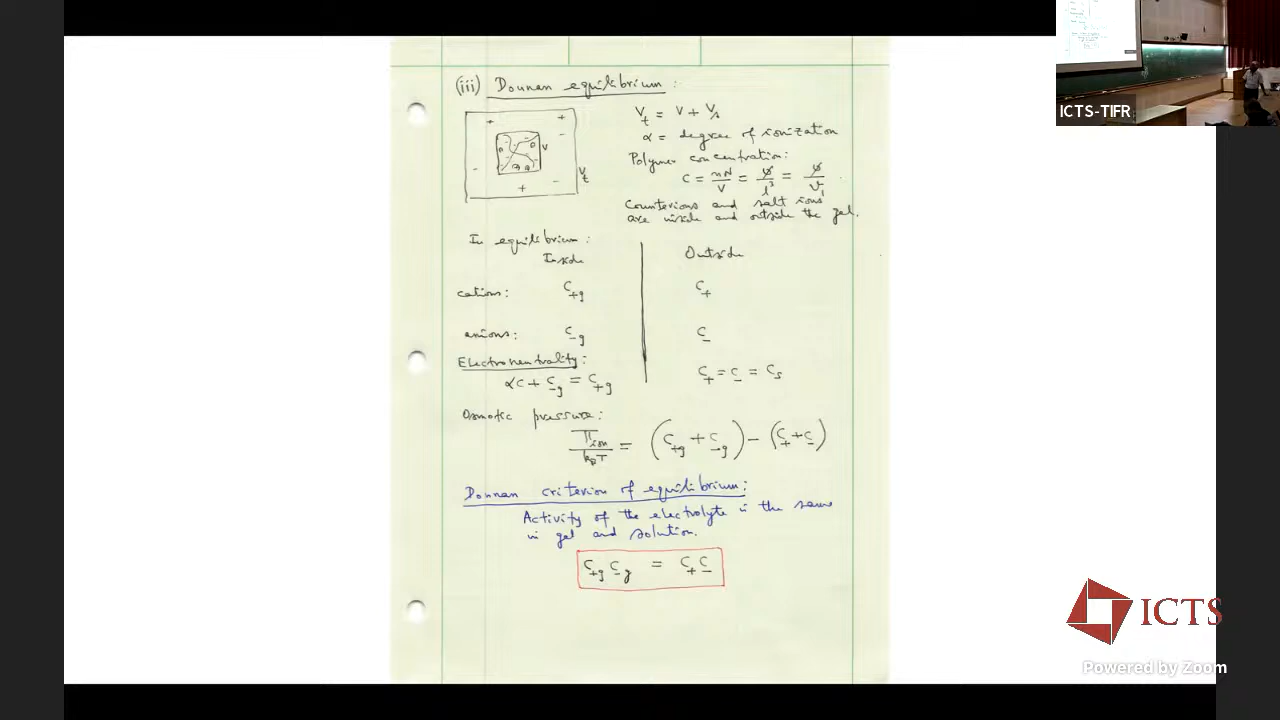 (iii) Donnan equilibrium :
V_t = V + V_s
α = degree of ionization
Polymer concentration:
C = nN/V = φ/l³ = φ/v₁
Counterions and salt ions
are inside and outside the gel.
+ + - - - + V V_t
In equilibrium :
Inside Outside
cations : C_{+g} C_+
anions : C_{-g} C_-
Electroneutrality :
αC + C_{-g} = C_{+g} C_+ = C_- = C_s
Osmotic pressure :
Π_{ion}/k_BT = (C_{+g} + C_{-g}) - (C_+ + C_-)
Donnan criterion of equilibrium :
Activity of the electrolyte is the same
in gel and solution.
C_{+g} C_{-g} = C_+ C_-
ICTS-TIFR
ICTS
Powered by Zoom